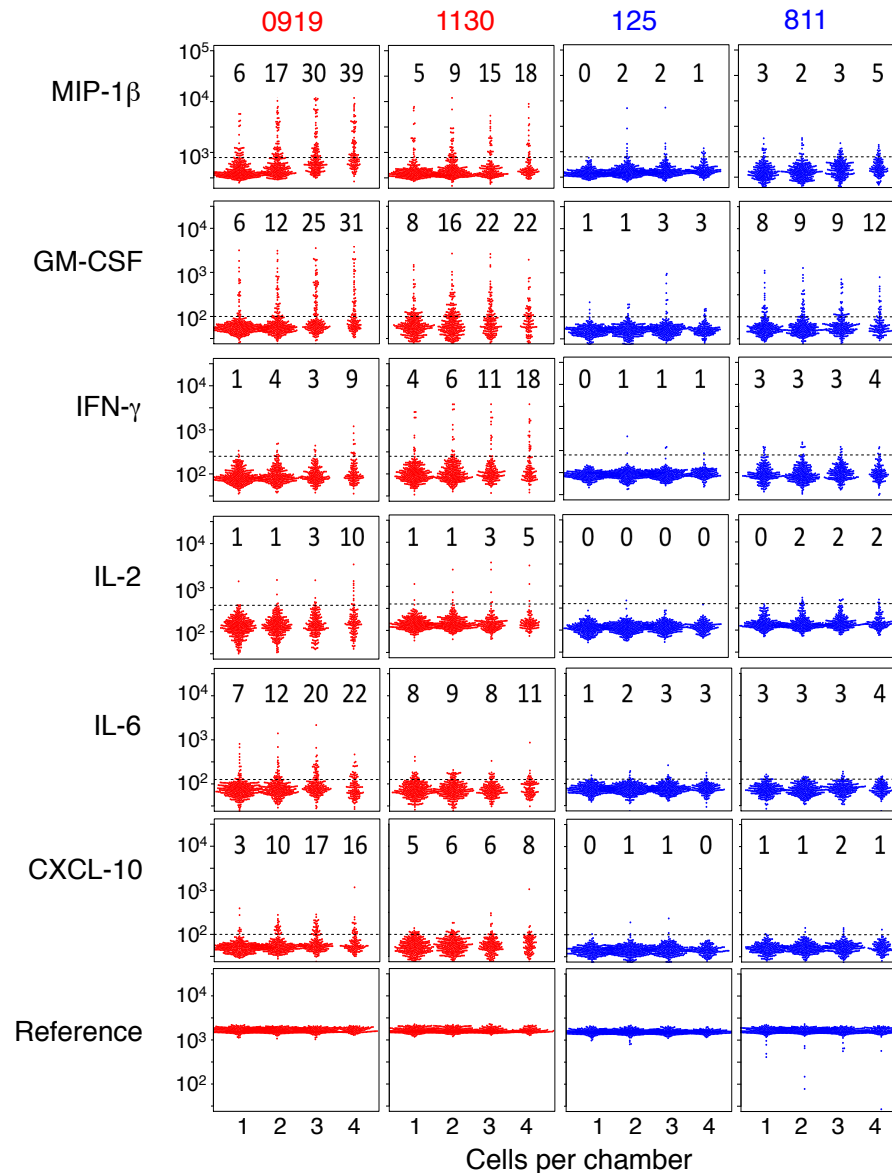 0919 1130 125 811
MIP-1β
10⁵
10⁴
10³
6 17 30 39
5 9 15 18
0 2 2 1
3 2 3 5
GM-CSF
10⁴
10³
10²
6 12 25 31
8 16 22 22
1 1 3 3
8 9 9 12
IFN-γ
10⁴
10³
10²
1 4 3 9
4 6 11 18
0 1 1 1
3 3 3 4
IL-2
10⁴
10³
10²
1 1 3 10
1 1 3 5
0 0 0 0
0 2 2 2
IL-6
10⁴
10³
10²
7 12 20 22
8 9 8 11
1 2 3 3
3 3 3 4
CXCL-10
10⁴
10³
10²
3 10 17 16
5 6 6 8
0 1 1 0
1 1 2 1
Reference
10⁴
10³
10²
1 2 3 4 1 2 3 4 1 2 3 4 1 2 3 4
Cells per chamber